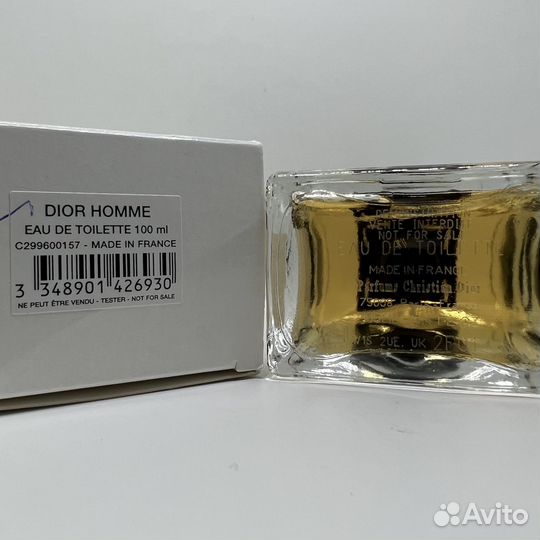 DIOR HOMME
EAU DE TOILETTE 100 ml
C299600157 - MADE IN FRANCE
3 348901 426930
NE PEUT ÊTRE VENDU - TESTER - NOT FOR SALE
VENTE INTERDITE
NOT FOR SALE
EAU DE TOILETTE
MADE IN FRANCE
Parfums Christian Dior
UK
Avito